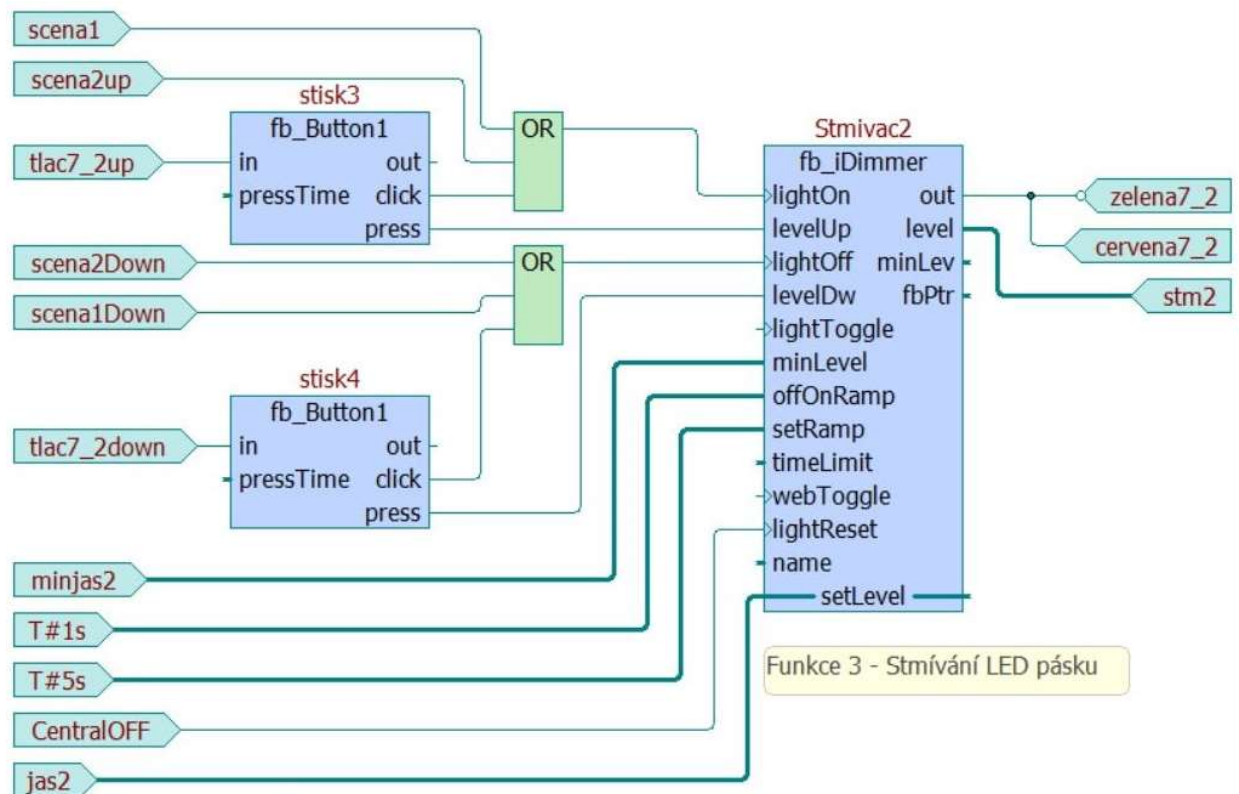 scena1
scena2up
stisk3
fb_Button1
tlac7_2up
in out
pressTime click
press
OR
scena2Down
scena1Down
OR
stisk4
fb_Button1
tlac7_2down
in out
pressTime click
press
minjas2
T#1s
T#5s
CentralOFF
jas2
Stmivac2
fb_iDimmer
lightOn out
levelUp level
lightOff minLev
levelDw fbPtr
lightToggle
minLevel
offOnRamp
setRamp
timeLimit
webToggle
lightReset
name
setLevel
zelena7_2
cervena7_2
stm2
Funkce 3 - Stmívání LED pásku